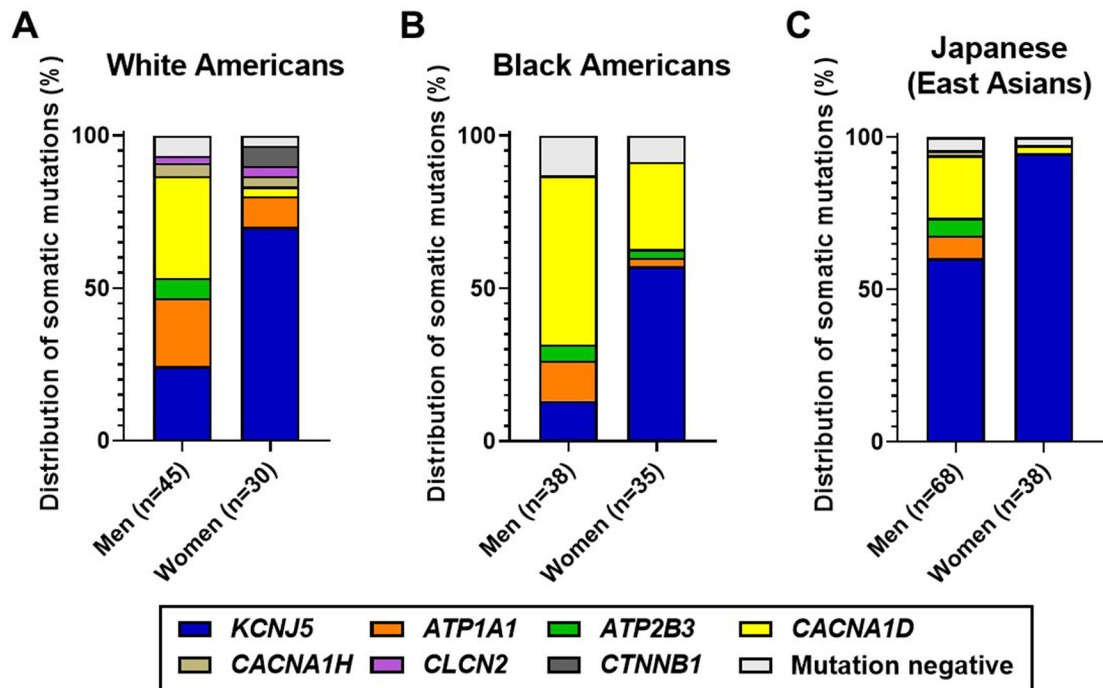 A
White Americans
Distribution of somatic mutations (%)
100
50
0
Men (n=45)
Women (n=30)
B
Black Americans
Distribution of somatic mutations (%)
100
50
0
Men (n=38)
Women (n=35)
C
Japanese
(East Asians)
Distribution of somatic mutations (%)
100
50
0
Men (n=68)
Women (n=38)
KCNJ5 ATP1A1 ATP2B3 CACNA1D
CACNA1H CLCN2 CTNNB1 Mutation negative